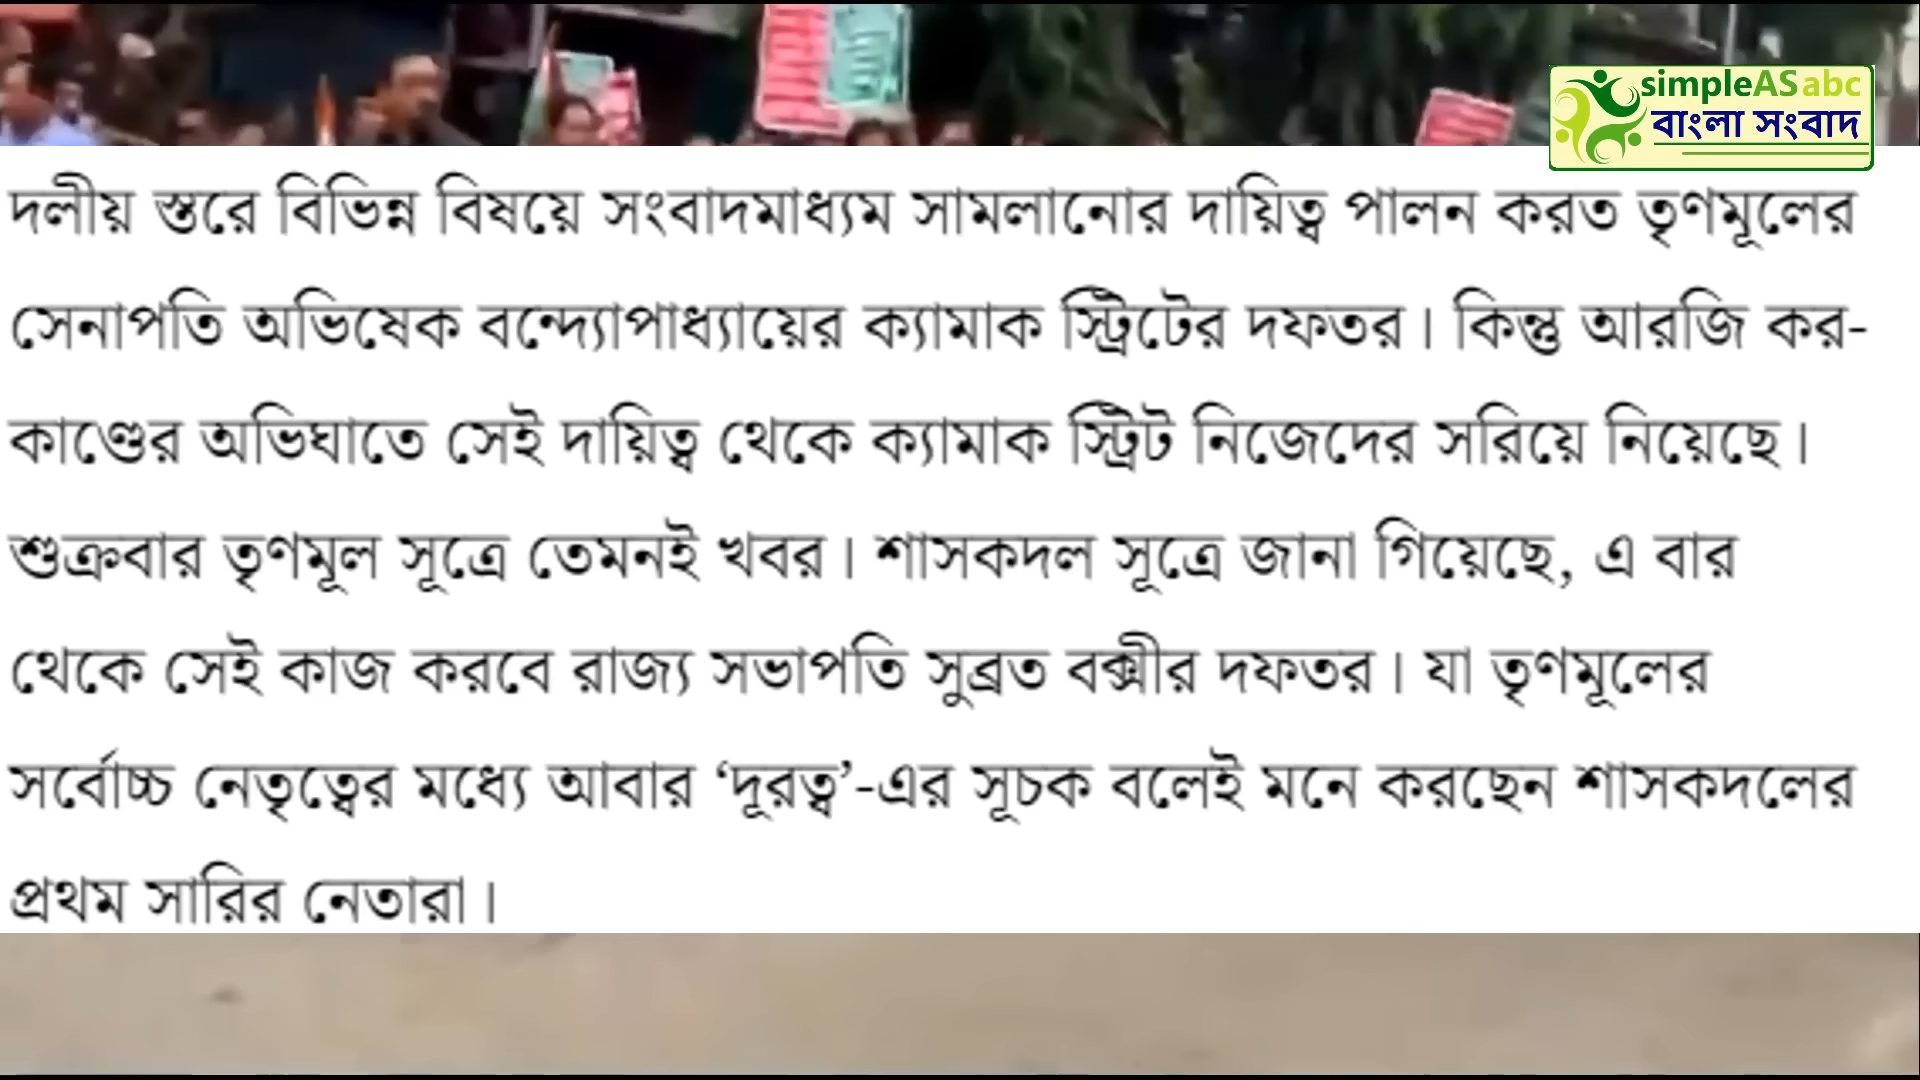 simpleASabc
বাংলা সংবাদ
দলীয় স্তরে বিভিন্ন বিষয়ে সংবাদমাধ্যম সামলানোর দায়িত্ব পালন করত তৃণমূলের
সেনাপতি অভিষেক বন্দ্যোপাধ্যায়ের ক্যামাক স্ট্রিটের দফতর। কিন্তু আরজি কর-
কাণ্ডের অভিঘাতে সেই দায়িত্ব থেকে ক্যামাক স্ট্রিট নিজেদের সরিয়ে নিয়েছে।
শুক্রবার তৃণমূল সূত্রে তেমনই খবর। শাসকদল সূত্রে জানা গিয়েছে, এ বার
থেকে সেই কাজ করবে রাজ্য সভাপতি সুব্রত বক্সীর দফতর। যা তৃণমূলের
সর্বোচ্চ নেতৃত্বের মধ্যে আবার ‘দূরত্ব’-এর সূচক বলেই মনে করছেন শাসকদলের
প্রথম সারির নেতারা।